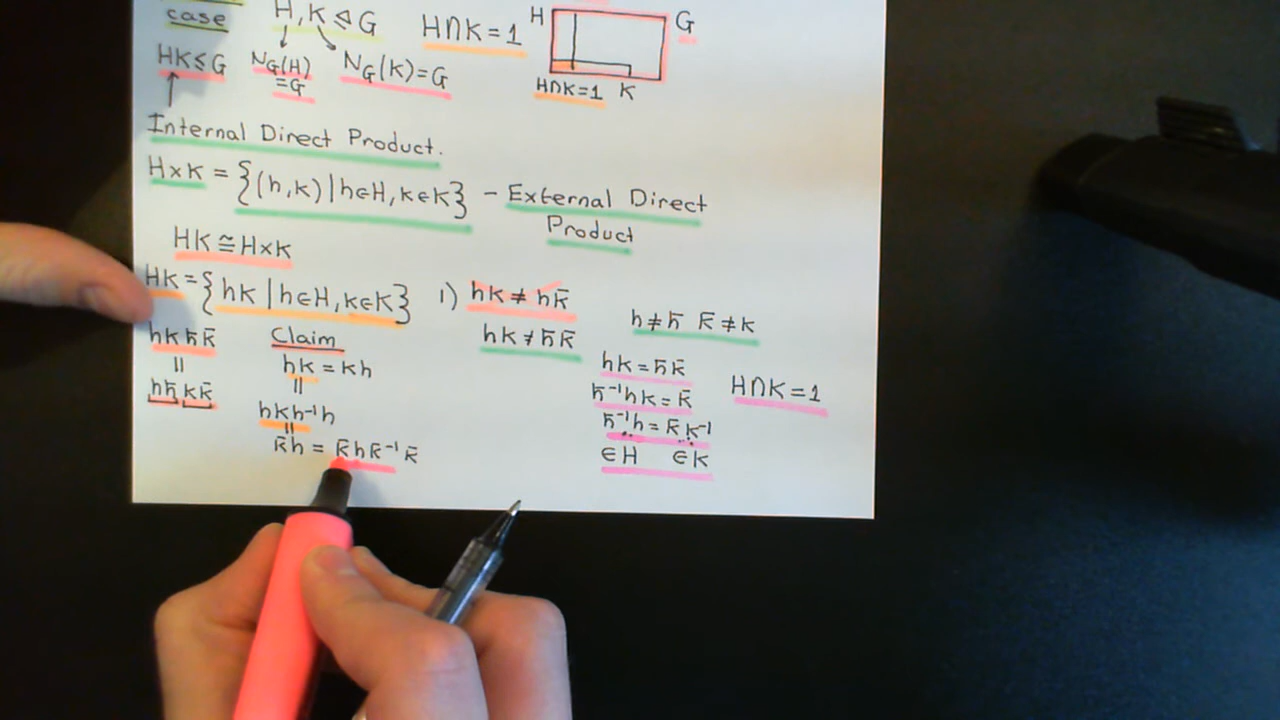 case
H, K ⊴ G
H∩K = 1
H
G
HK ≤ G
N_G(H) = G
N_G(K) = G
H∩K = 1
K
Internal Direct Product.
H×K = {(h,k) | h∈H, k∈K} - External Direct
Product
HK ≅ H×K
HK = {hk | h∈H, k∈K}
1) hk ≠ hk̄
hk ≠ h̄k̄
h ≠ h̄ k̄ ≠ k
hkh̄k̄
=
hh̄kk̄
Claim
hk = kh
=
hkh⁻¹h
=
k̄h = k̄hk̄⁻¹k̄
hk = h̄k̄
h̄⁻¹hk = k̄
h̄⁻¹h = k̄k⁻¹
∈H ∈K
H∩K = 1